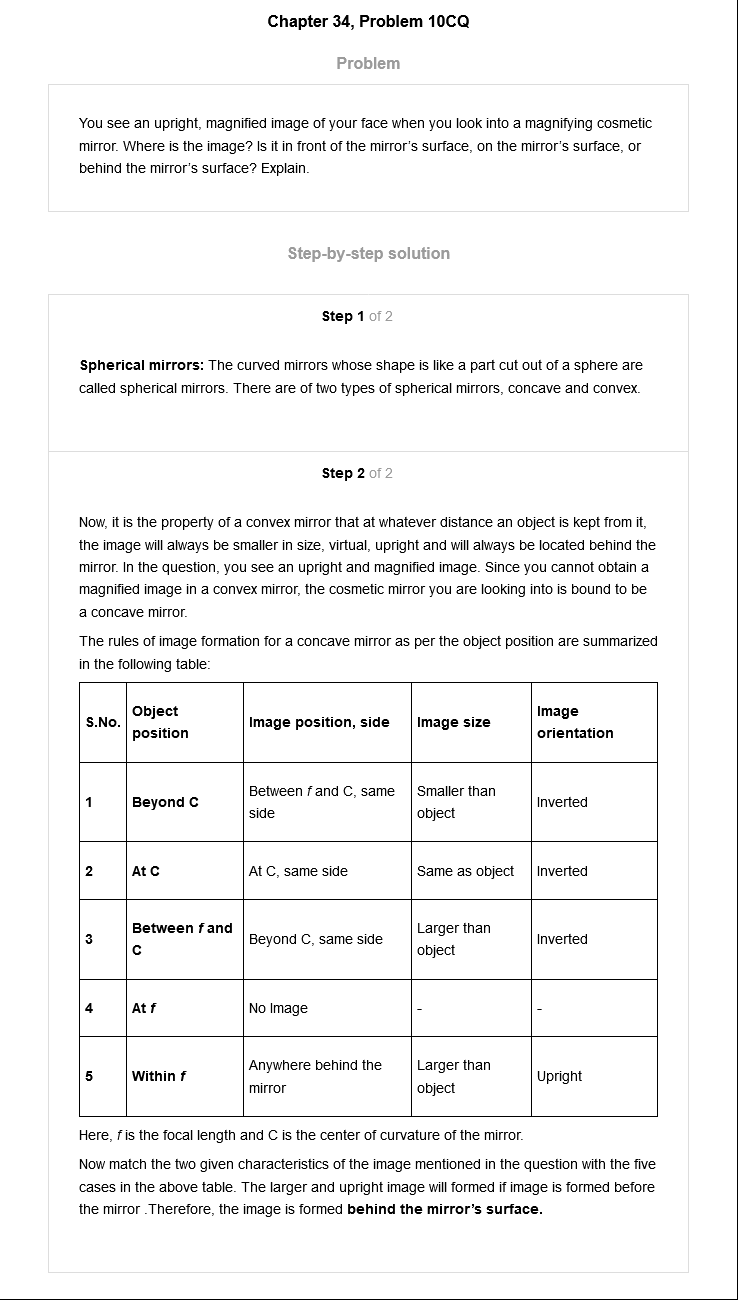 Chapter 34, Problem 10CQ
Problem
You see an upright, magnified image of your face when you look into a magnifying cosmetic
mirror. Where is the image? Is it in front of the mirror's surface, on the mirror's surface, or
behind the mirror's surface? Explain.
Step-by-step solution
Step 1 of 2
Spherical mirrors: The curved mirrors whose shape is like a part cut out of a sphere are
called spherical mirrors. There are of two types of spherical mirrors, concave and convex.
Step 2 of 2
Now, it is the property of a convex mirror that at whatever distance an object is kept from it,
the image will always be smaller in size, virtual, upright and will always be located behind the
mirror. In the question, you see an upright and magnified image. Since you cannot obtain a
magnified image in a convex mirror, the cosmetic mirror you are looking into is bound to be
a concave mirror.
The rules of image formation for a concave mirror as per the object position are summarized
in the following table:
S.No. Object position Image position, side Image size Image orientation
1 Beyond C Between f and C, same side Smaller than object Inverted
2 At C At C, same side Same as object Inverted
3 Between f and C Beyond C, same side Larger than object Inverted
4 At f No Image - -
5 Within f Anywhere behind the mirror Larger than object Upright
Here, f is the focal length and C is the center of curvature of the mirror.
Now match the two given characteristics of the image mentioned in the question with the five
cases in the above table. The larger and upright image will formed if image is formed before
the mirror .Therefore, the image is formed behind the mirror's surface.